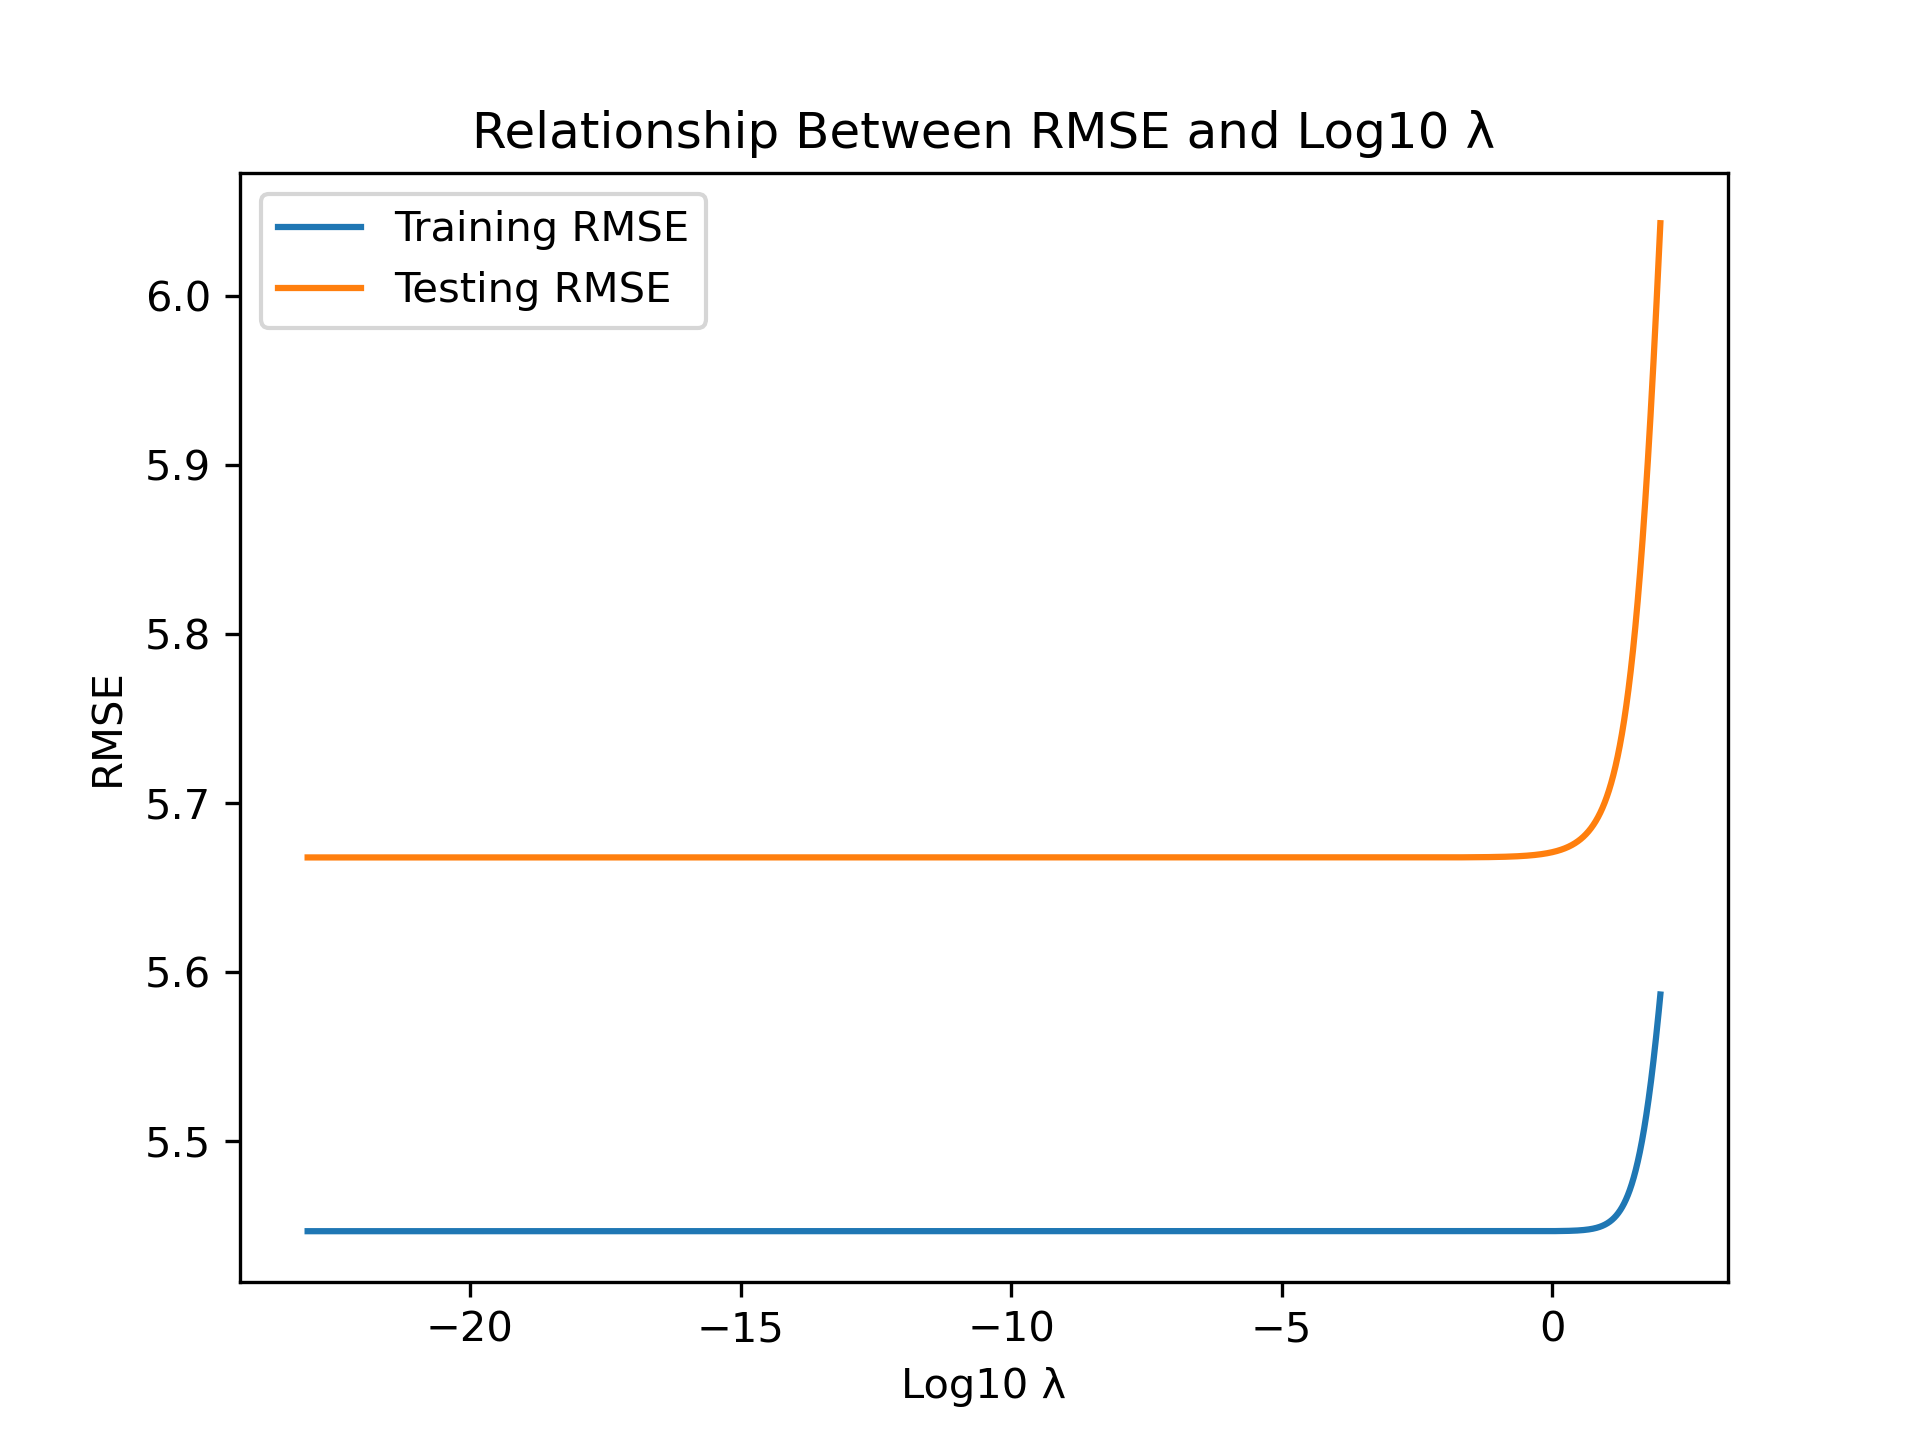 Relationship Between RMSE and Log10 λ
Training RMSE
Testing RMSE
6.0
5.9
5.8
5.7
5.6
5.5
RMSE
−20
−15
−10
−5
0
Log10 λ